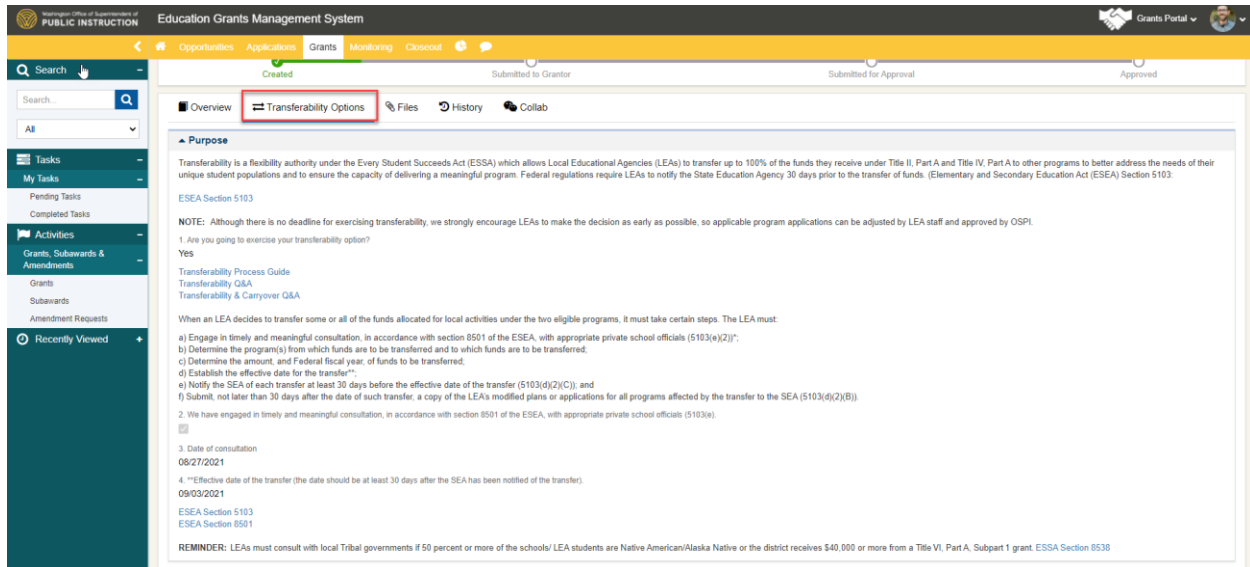 Washington Office of Superintendent of
PUBLIC INSTRUCTION
Education Grants Management System
Grants Portal
Opportunities Applications Grants Monitoring Closeout
Search
Created
Submitted to Grantor
Submitted for Approval
Approved
Search...
All
Overview
Transferability Options
Files
History
Collab
Tasks
My Tasks
Pending Tasks
Completed Tasks
Activities
Grants, Subawards &
Amendments
Grants
Subawards
Amendment Requests
Recently Viewed
Purpose
Transferability is a flexibility authority under the Every Student Succeeds Act (ESSA) which allows Local Educational Agencies (LEAs) to transfer up to 100% of the funds they receive under Title II, Part A and Title IV, Part A to other programs to better address the needs of their
unique student populations and to ensure the capacity of delivering a meaningful program. Federal regulations require LEAs to notify the State Education Agency 30 days prior to the transfer of funds. (Elementary and Secondary Education Act (ESEA) Section 5103:
ESEA Section 5103
NOTE: Although there is no deadline for exercising transferability, we strongly encourage LEAs to make the decision as early as possible, so applicable program applications can be adjusted by LEA staff and approved by OSPI.
1. Are you going to exercise your transferability option?
Yes
Transferability Process Guide
Transferability Q&A
Transferability & Carryover Q&A
When an LEA decides to transfer some or all of the funds allocated for local activities under the two eligible programs, it must take certain steps. The LEA must:
a) Engage in timely and meaningful consultation, in accordance with section 8501 of the ESEA, with appropriate private school officials (5103(e)(2))*;
b) Determine the program(s) from which funds are to be transferred and to which funds are to be transferred;
c) Determine the amount, and Federal fiscal year, of funds to be transferred;
d) Establish the effective date for the transfer**;
e) Notify the SEA of each transfer at least 30 days before the effective date of the transfer (5103(d)(2)(C)); and
f) Submit, not later than 30 days after the date of such transfer, a copy of the LEA's modified plans or applications for all programs affected by the transfer to the SEA (5103(d)(2)(B)).
2. We have engaged in timely and meaningful consultation, in accordance with section 8501 of the ESEA, with appropriate private school officials (5103(e).
3. Date of consultation
08/27/2021
4. **Effective date of the transfer (the date should be at least 30 days after the SEA has been notified of the transfer).
09/03/2021
ESEA Section 5103
ESEA Section 8501
REMINDER: LEAs must consult with local Tribal governments if 50 percent or more of the schools/ LEA students are Native American/Alaska Native or the district receives $40,000 or more from a Title VI, Part A, Subpart 1 grant. ESSA Section 8538